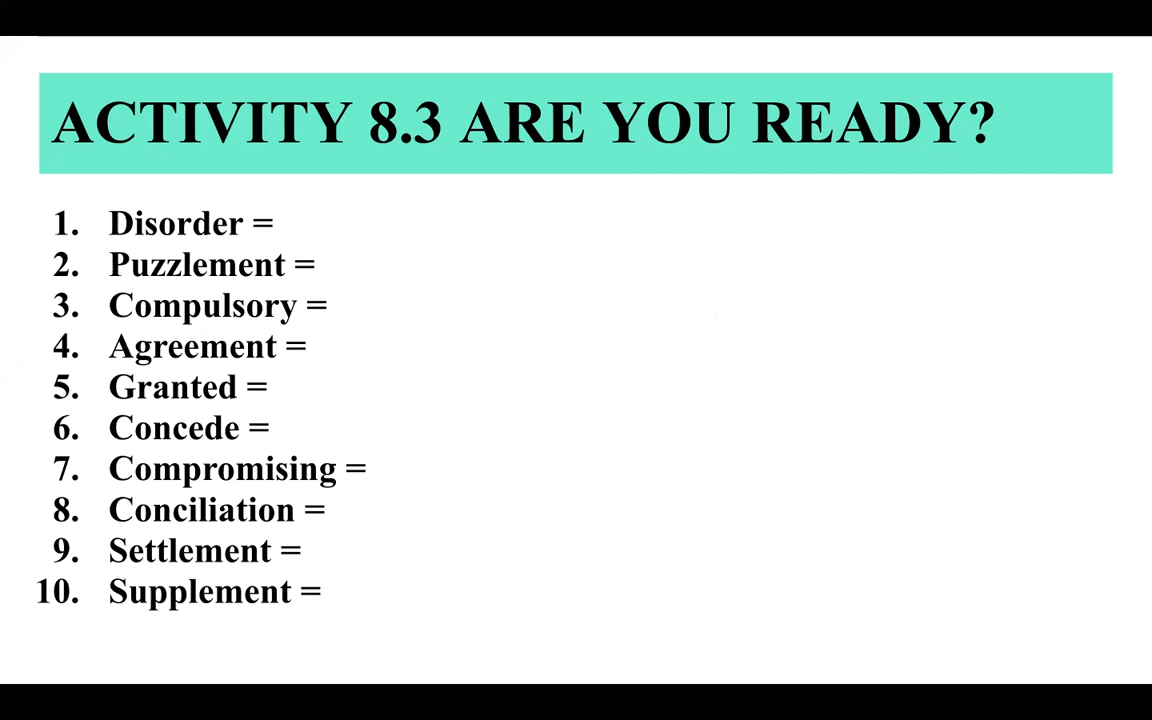 ACTIVITY 8.3 ARE YOU READY?
1. Disorder =
2. Puzzlement =
3. Compulsory =
4. Agreement =
5. Granted =
6. Concede =
7. Compromising =
8. Conciliation =
9. Settlement =
10. Supplement =